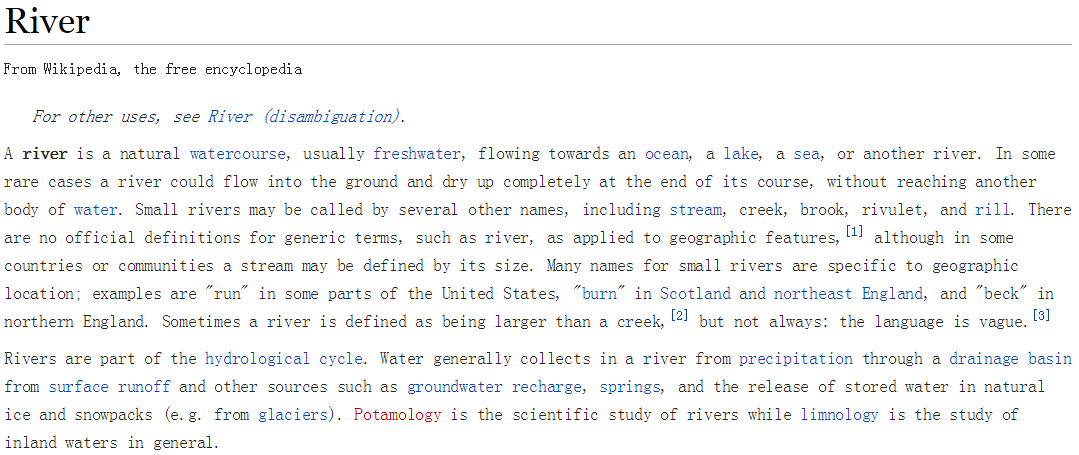 River
From Wikipedia, the free encyclopedia
For other uses, see River (disambiguation).
A river is a natural watercourse, usually freshwater, flowing towards an ocean, a lake, a sea, or another river. In some
rare cases a river could flow into the ground and dry up completely at the end of its course, without reaching another
body of water. Small rivers may be called by several other names, including stream, creek, brook, rivulet, and rill. There
are no official definitions for generic terms, such as river, as applied to geographic features,[1] although in some
countries or communities a stream may be defined by its size. Many names for small rivers are specific to geographic
location; examples are "run" in some parts of the United States, "burn" in Scotland and northeast England, and "beck" in
northern England. Sometimes a river is defined as being larger than a creek,[2] but not always: the language is vague.[3]
Rivers are part of the hydrological cycle. Water generally collects in a river from precipitation through a drainage basin
from surface runoff and other sources such as groundwater recharge, springs, and the release of stored water in natural
ice and snowpacks (e.g. from glaciers). Potamology is the scientific study of rivers while limnology is the study of
inland waters in general.